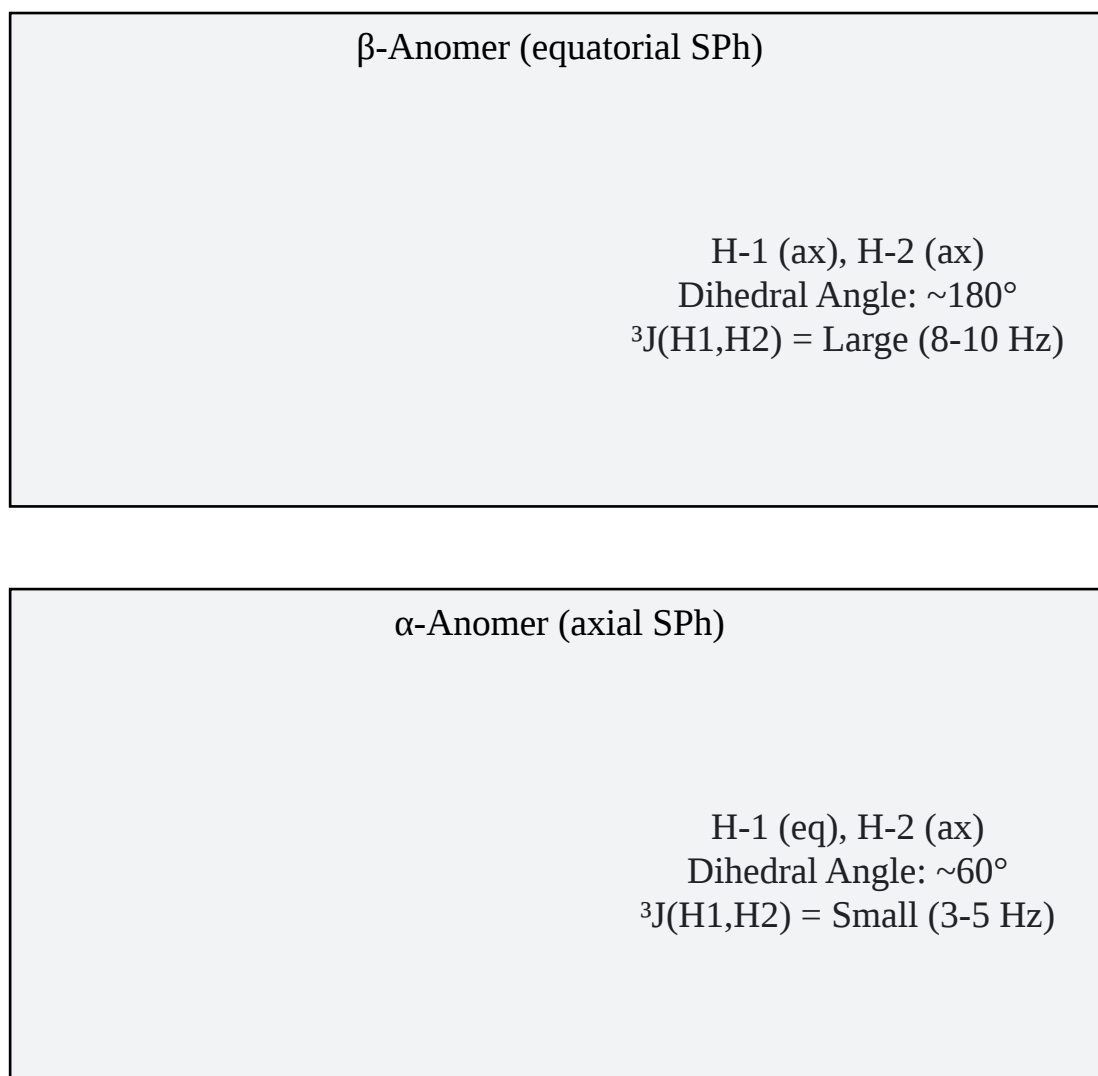 β-Anomer (equatorial SPh)
H-1 (ax), H-2 (ax)
Dihedral Angle: ~180°
³J(H1,H2) = Large (8-10 Hz)
α-Anomer (axial SPh)
H-1 (eq), H-2 (ax)
Dihedral Angle: ~60°
³J(H1,H2) = Small (3-5 Hz)